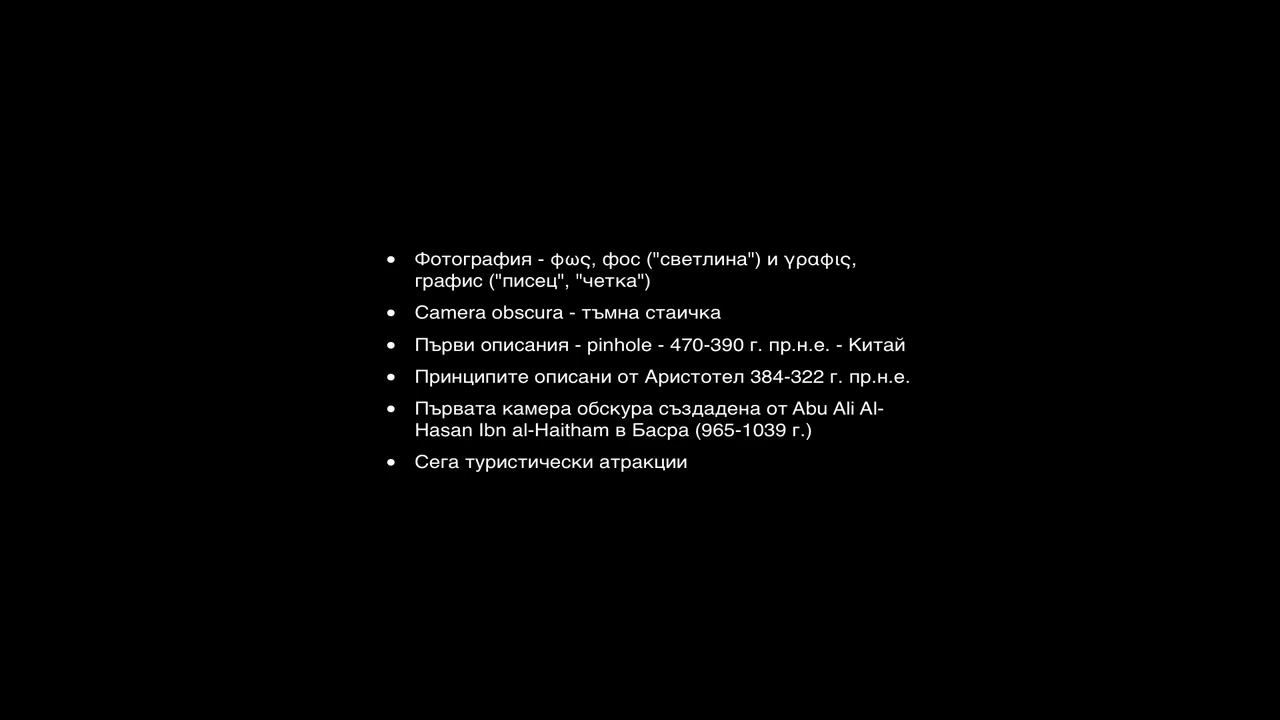 • Фотография - φως, фос ("светлина") и γραφις,
графис ("писец", "четка")
• Camera obscura - тъмна стаичка
• Първи описания - pinhole - 470-390 г. пр.н.е. - Китай
• Принципите описани от Аристотел 384-322 г. пр.н.е.
• Първата камера обскура създадена от Abu Ali Al-
Hasan Ibn al-Haitham в Басра (965-1039 г.)
• Сега туристически атракции